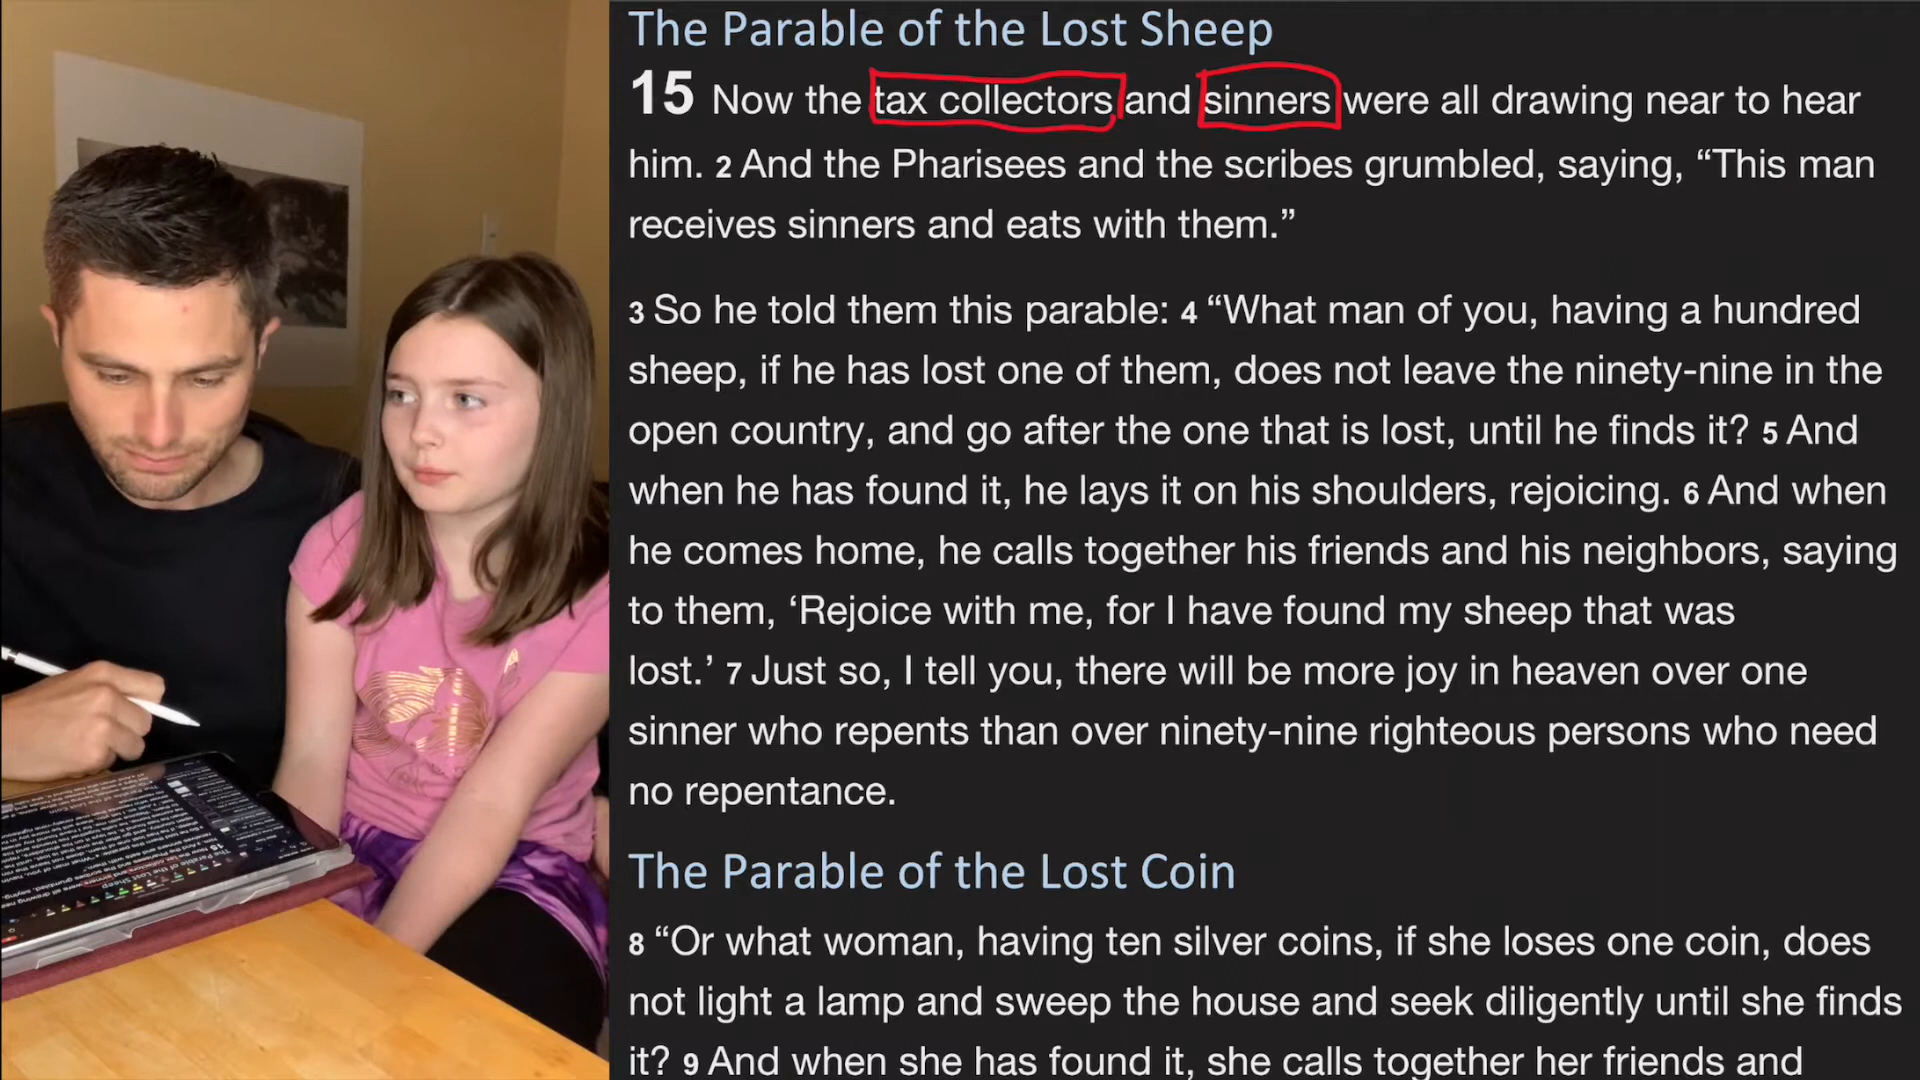 The Parable of the Lost Sheep
15 Now the tax collectors and sinners were all drawing near to hear
him. 2 And the Pharisees and the scribes grumbled, saying, “This man
receives sinners and eats with them.”
3 So he told them this parable: 4 “What man of you, having a hundred
sheep, if he has lost one of them, does not leave the ninety-nine in the
open country, and go after the one that is lost, until he finds it? 5 And
when he has found it, he lays it on his shoulders, rejoicing. 6 And when
he comes home, he calls together his friends and his neighbors, saying
to them, ‘Rejoice with me, for I have found my sheep that was
lost.’ 7 Just so, I tell you, there will be more joy in heaven over one
sinner who repents than over ninety-nine righteous persons who need
no repentance.
The Parable of the Lost Coin
8 “Or what woman, having ten silver coins, if she loses one coin, does
not light a lamp and sweep the house and seek diligently until she finds
it? 9 And when she has found it, she calls together her friends and